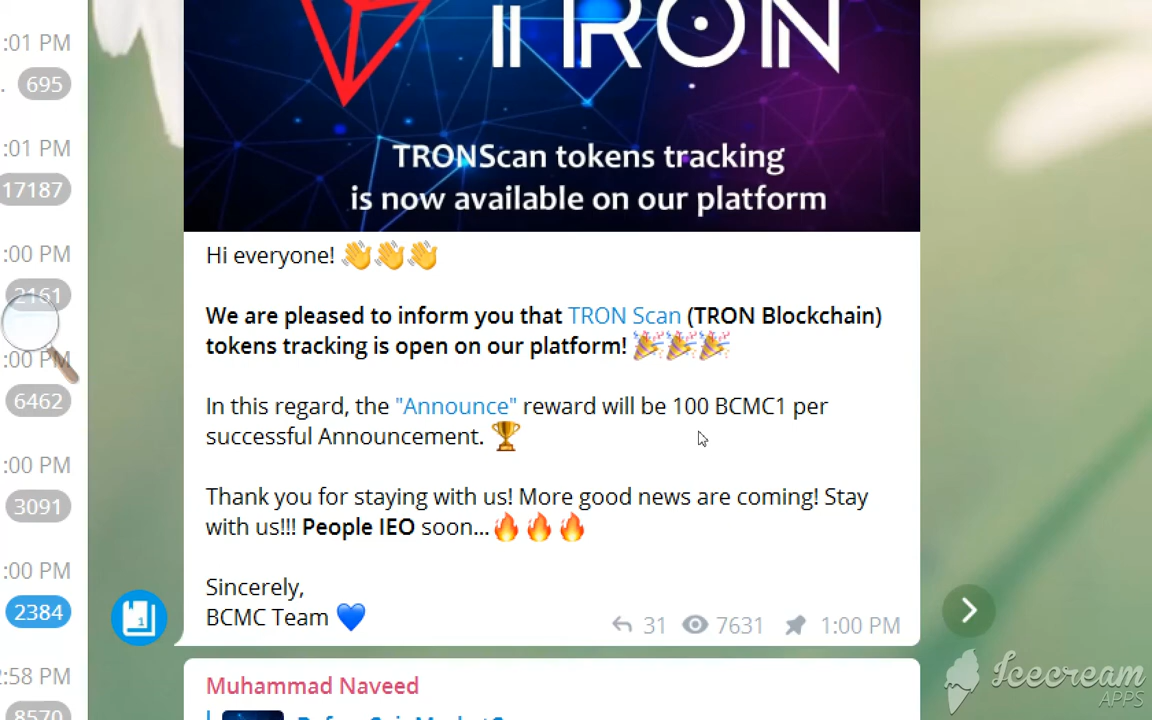 TRON
TRONScan tokens tracking
is now available on our platform
:01 PM
695
:01 PM
17187
:00 PM
2161
:00 PM
6462
:00 PM
3091
:00 PM
2384
:58 PM
8570
Hi everyone! 👋👋👋
We are pleased to inform you that TRON Scan (TRON Blockchain)
tokens tracking is open on our platform! 🎉🎉🎉
In this regard, the "Announce" reward will be 100 BCMC1 per
successful Announcement. 🏆
Thank you for staying with us! More good news are coming! Stay
with us!!! People IEO soon...🔥🔥🔥
Sincerely,
BCMC Team 💙
31 7631 1:00 PM
Muhammad Naveed
Icecream
APPS